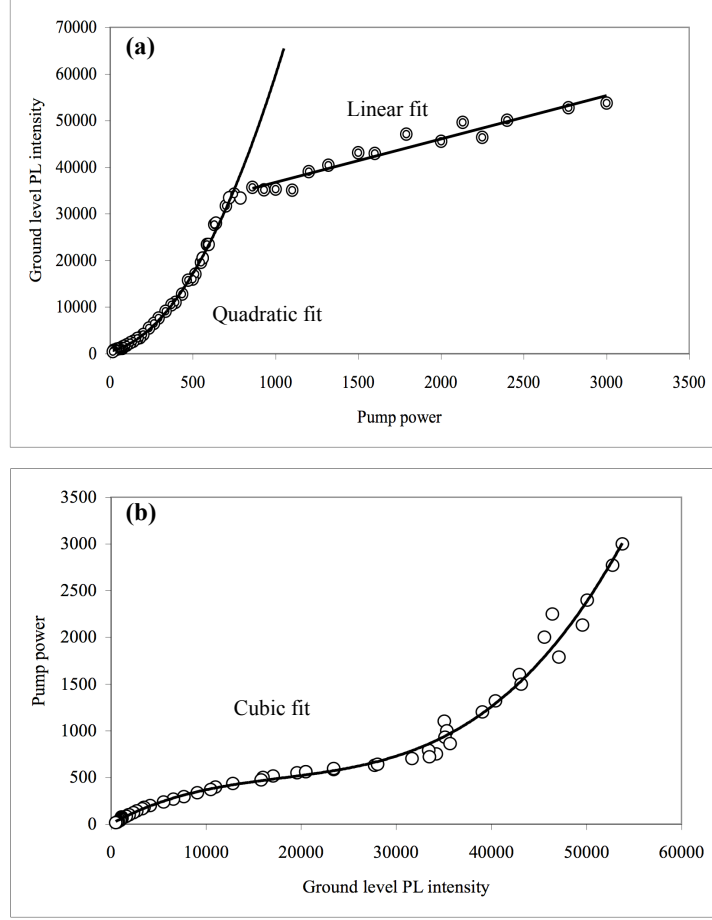 (a)
70000
60000
50000
40000
30000
20000
10000
0
Ground level PL intensity
Linear fit
Quadratic fit
0 500 1000 1500 2000 2500 3000 3500
Pump power
(b)
3500
3000
2500
2000
1500
1000
500
0
Pump power
Cubic fit
0 10000 20000 30000 40000 50000 60000
Ground level PL intensity